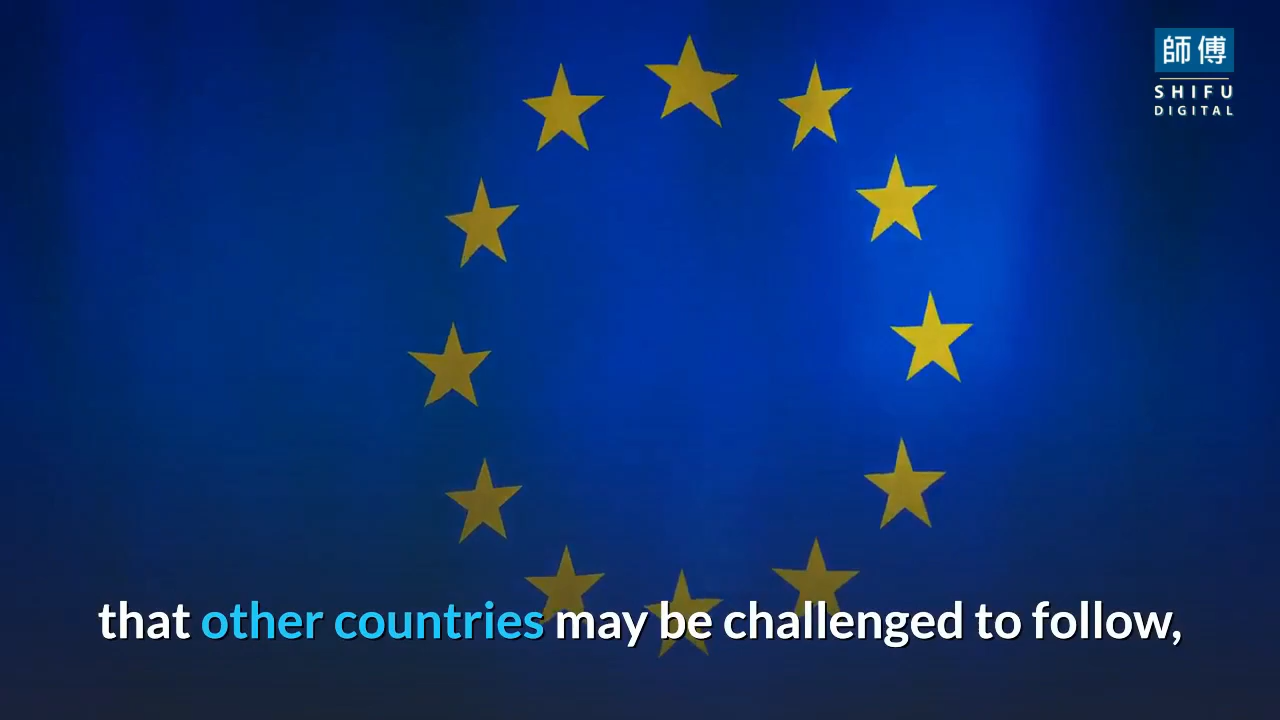 師傅
SHIFU
DIGITAL
that other countries may be challenged to follow,